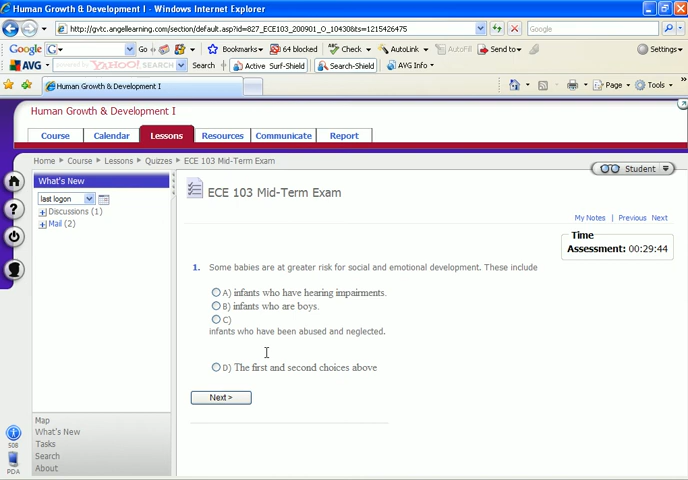 Human Growth & Development I - Windows Internet Explorer
http://gvtc.angellearning.com/section/default.asp?id=827_ECE103_200901_O_10430&ts=1215426475
Google
Google G Go Bookmarks 64 blocked Check AutoLink AutoFill Send to Settings
AVG powered by YAHOO! SEARCH Search Active Surf-Shield Search-Shield AVG Info
Human Growth & Development I Page Tools
Human Growth & Development I
Course Calendar Lessons Resources Communicate Report
Home > Course > Lessons > Quizzes > ECE 103 Mid-Term Exam
Student
What's New
last logon
Discussions (1)
Mail (2)
ECE 103 Mid-Term Exam
My Notes | Previous Next
Time
Assessment: 00:29:44
1. Some babies are at greater risk for social and emotional development. These include
A) infants who have hearing impairments.
B) infants who are boys.
C)
infants who have been abused and neglected.
D) The first and second choices above
Next >
Map
What's New
Tasks
Search
About
508
PDA